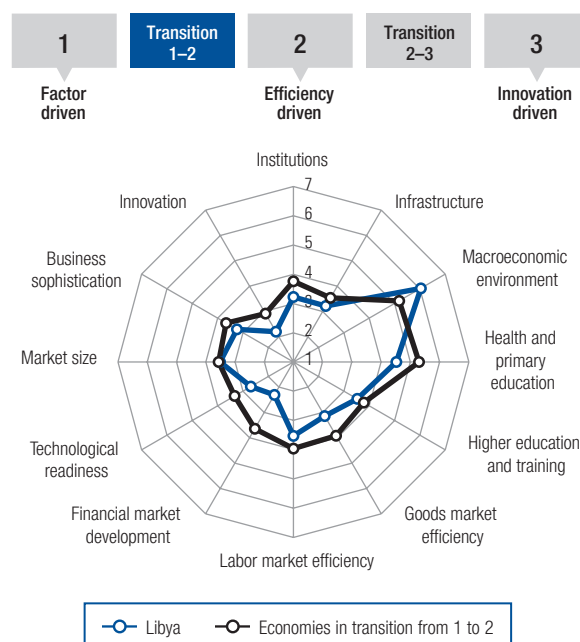 1
Transition
1–2
2
Transition
2–3
3
Factor
driven
Efficiency
driven
Innovation
driven
Institutions
Infrastructure
Macroeconomic
environment
Health and
primary
education
Higher education
and training
Goods market
efficiency
Labor market efficiency
Financial market
development
Technological
readiness
Market size
Business
sophistication
Innovation
7
6
5
4
3
2
1
Libya
Economies in transition from 1 to 2